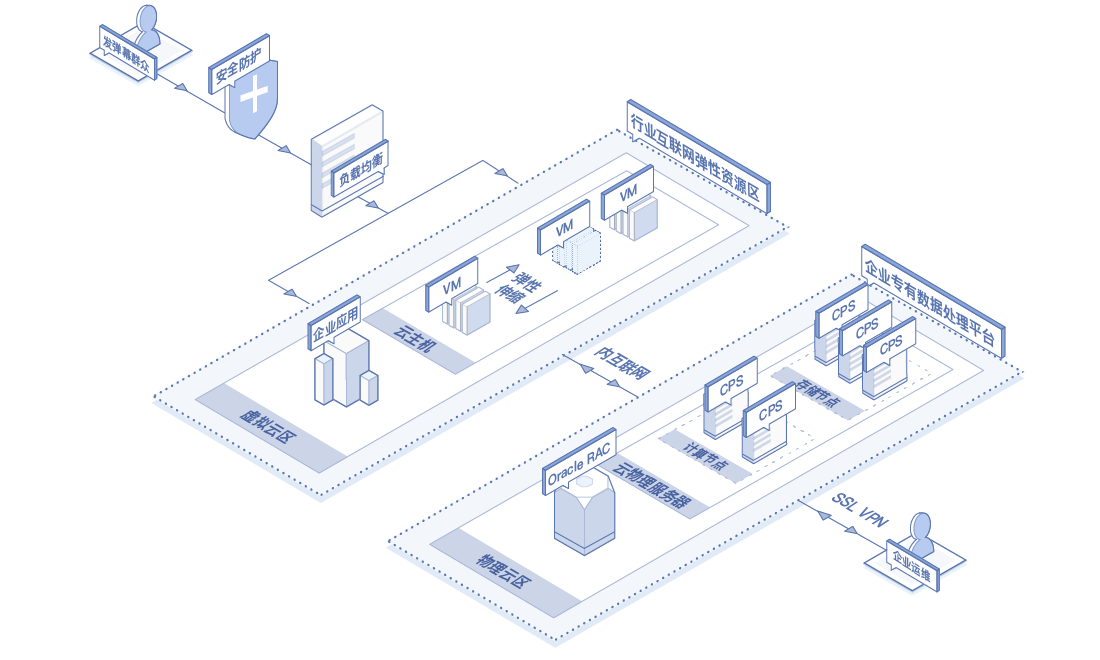 发弹幕群众
安全防护
负载均衡
行业互联网弹性资源区
VM
VM
VM
弹性
伸缩
企业应用
云主机
虚拟云区
内互联网
企业专有数据处理平台
CPS
CPS
CPS
存储节点
CPS
CPS
计算节点
Oracle RAC
云物理服务器
物理云区
SSL VPN
企业运维